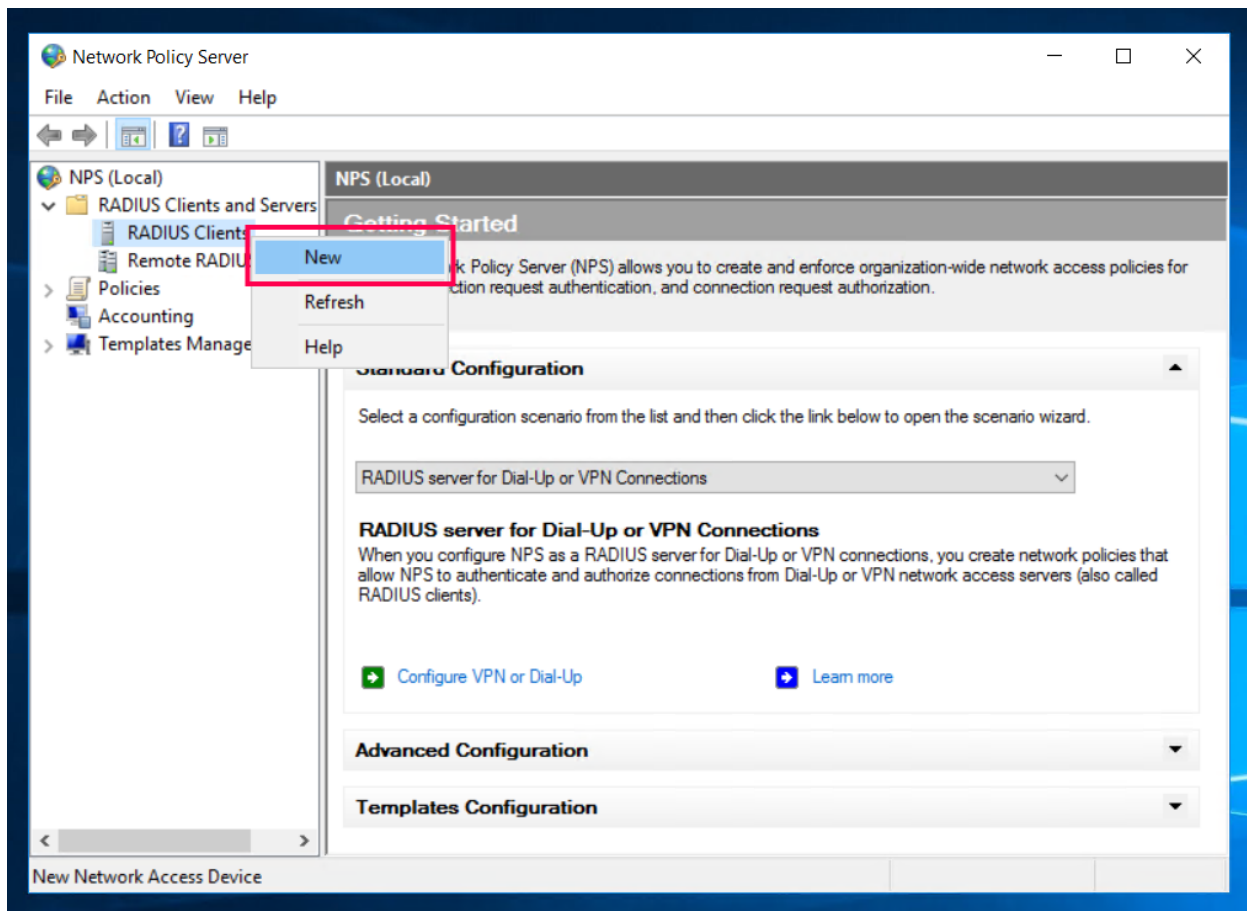 Network Policy Server
File Action View Help
NPS (Local)
RADIUS Clients and Servers
RADIUS Clients
Remote RADIU
Policies
Accounting
Templates Manage
New
Refresh
Help
NPS (Local)
Getting Started
k Policy Server (NPS) allows you to create and enforce organization-wide network access policies for
ction request authentication, and connection request authorization.
Standard Configuration
Select a configuration scenario from the list and then click the link below to open the scenario wizard.
RADIUS server for Dial-Up or VPN Connections
RADIUS server for Dial-Up or VPN Connections
When you configure NPS as a RADIUS server for Dial-Up or VPN connections, you create network policies that
allow NPS to authenticate and authorize connections from Dial-Up or VPN network access servers (also called
RADIUS clients).
Configure VPN or Dial-Up
Learn more
Advanced Configuration
Templates Configuration
New Network Access Device